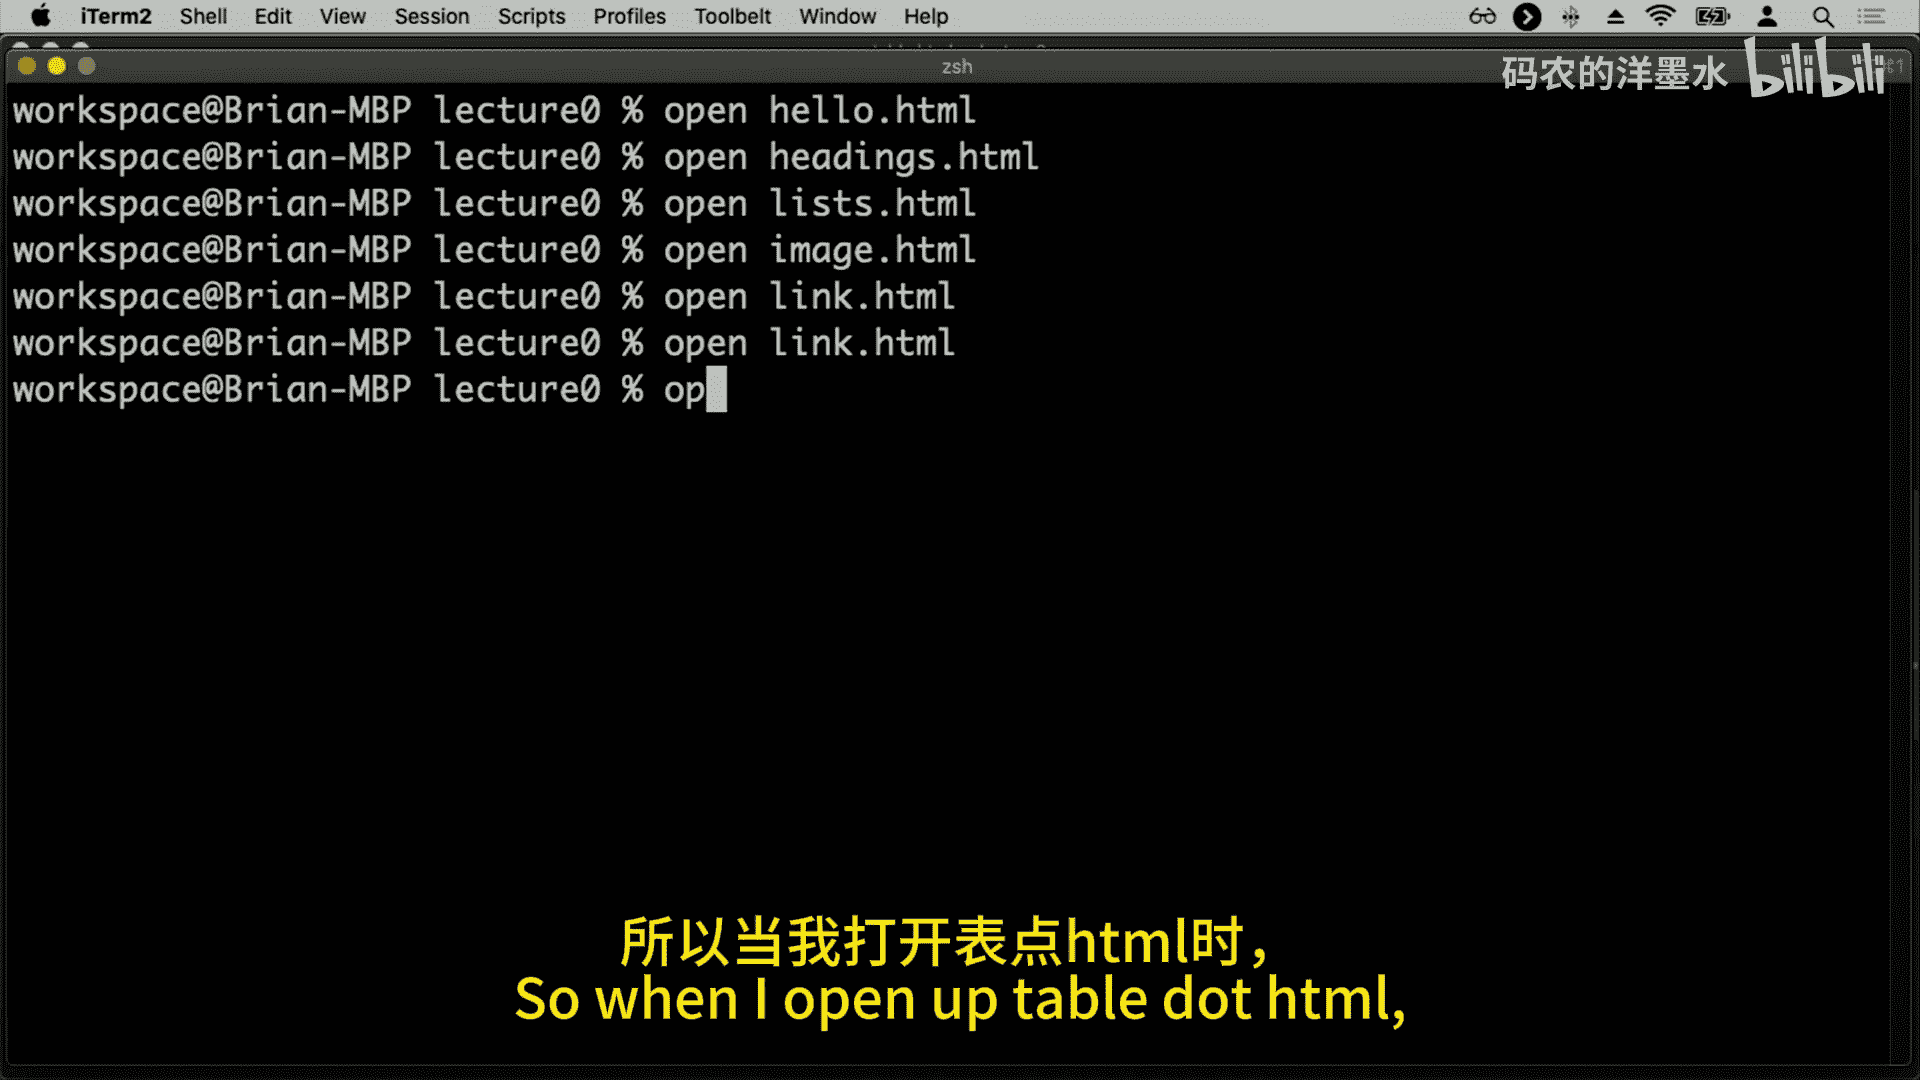 iTerm2 Shell Edit View Session Scripts Profiles Toolbelt Window Help
zsh
码农的洋墨水 bilibili
workspace@Brian-MBP lecture0 % open hello.html
workspace@Brian-MBP lecture0 % open headings.html
workspace@Brian-MBP lecture0 % open lists.html
workspace@Brian-MBP lecture0 % open image.html
workspace@Brian-MBP lecture0 % open link.html
workspace@Brian-MBP lecture0 % open link.html
workspace@Brian-MBP lecture0 % op
所以当我打开表点html时，
So when I open up table dot html,